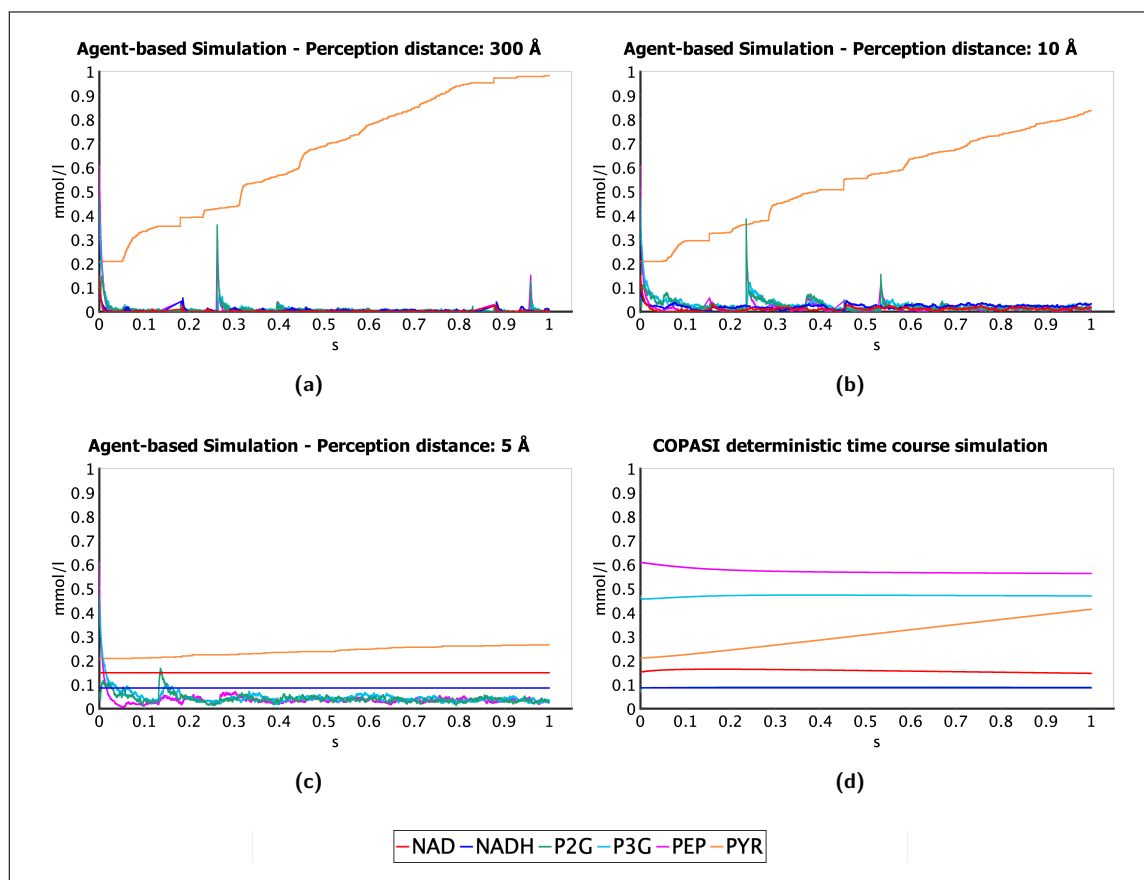 Agent-based Simulation - Perception distance: 300 Å
1
0.9
0.8
0.7
0.6
0.5
0.4
0.3
0.2
0.1
0
mmol/l
0 0.1 0.2 0.3 0.4 0.5 0.6 0.7 0.8 0.9 1
s
(a)
Agent-based Simulation - Perception distance: 10 Å
1
0.9
0.8
0.7
0.6
0.5
0.4
0.3
0.2
0.1
0
mmol/l
0 0.1 0.2 0.3 0.4 0.5 0.6 0.7 0.8 0.9 1
s
(b)
Agent-based Simulation - Perception distance: 5 Å
1
0.9
0.8
0.7
0.6
0.5
0.4
0.3
0.2
0.1
0
mmol/l
0 0.1 0.2 0.3 0.4 0.5 0.6 0.7 0.8 0.9 1
s
(c)
COPASI deterministic time course simulation
1
0.9
0.8
0.7
0.6
0.5
0.4
0.3
0.2
0.1
0
mmol/l
0 0.1 0.2 0.3 0.4 0.5 0.6 0.7 0.8 0.9 1
s
(d)
NAD NADH P2G P3G PEP PYR